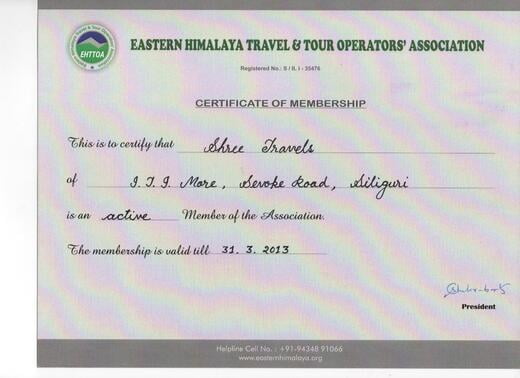 EHTTOA
EASTERN HIMALAYA TRAVEL & TOUR OPERATORS' ASSOCIATION
Registered No.: S / IL I - 35476
CERTIFICATE OF MEMBERSHIP
This is to certify that Shree Travels
of I.T.I. More, Sevoke Road, Siliguri
is an active Member of the Association.
The membership is valid till 31.3.2013
President
Helpline Cell No. : +91-94348 91066
www.easternhimalaya.org